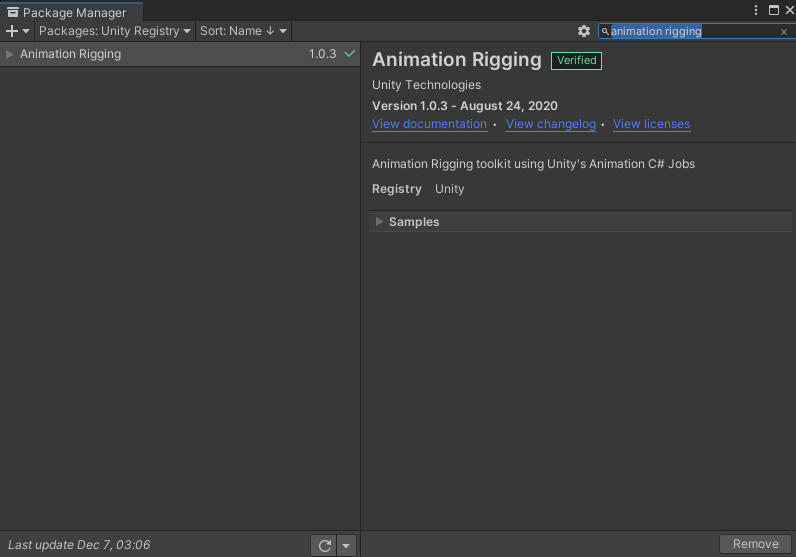 Package Manager
Packages: Unity Registry Sort: Name animation rigging
Animation Rigging 1.0.3
Animation Rigging Verified
Unity Technologies
Version 1.0.3 - August 24, 2020
View documentation • View changelog • View licenses
Animation Rigging toolkit using Unity's Animation C# Jobs
Registry Unity
Samples
Last update Dec 7, 03:06
Remove